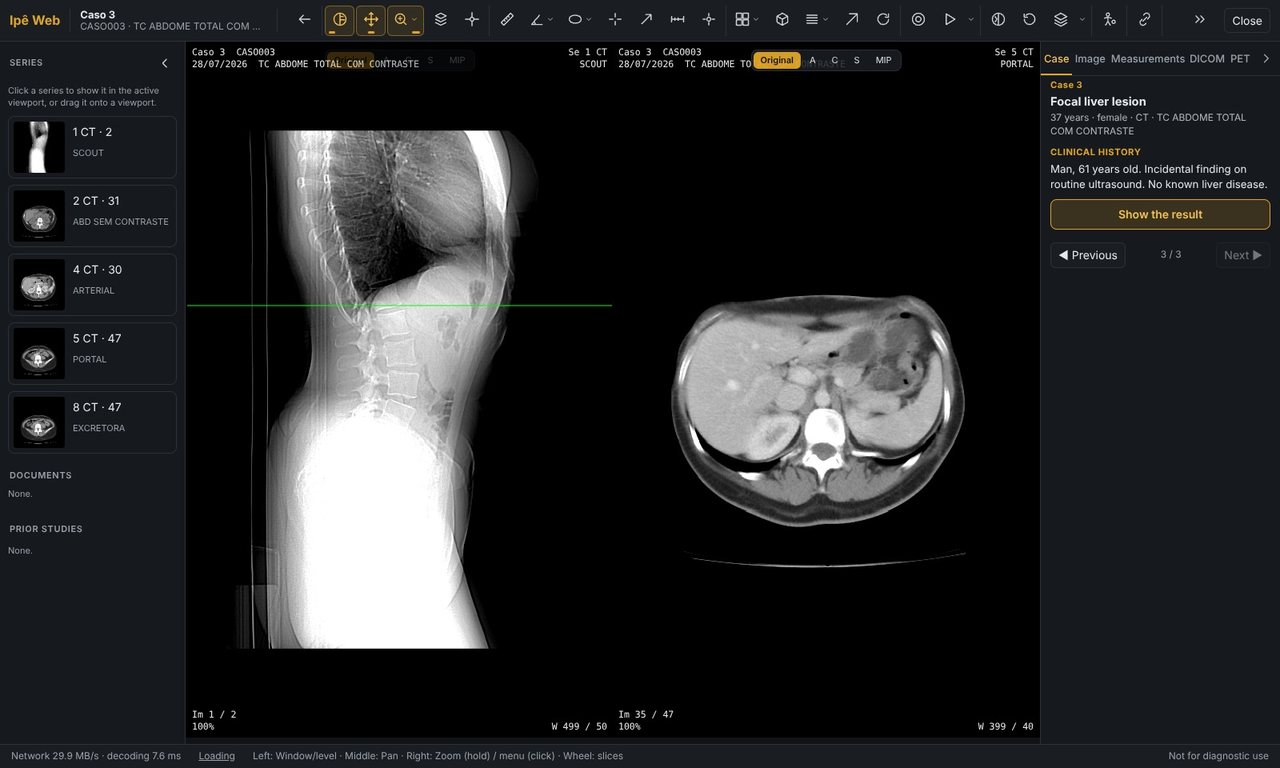 Ipê Web
Caso 3
CASO003 · TC ABDOME TOTAL COM ...
Close
SERIES
Click a series to show it in the active
viewport, or drag it onto a viewport.
1 CT · 2
SCOUT
2 CT · 31
ABD SEM CONTRASTE
4 CT · 30
ARTERIAL
5 CT · 47
PORTAL
8 CT · 47
EXCRETORA
DOCUMENTS
None.
PRIOR STUDIES
None.
Caso 3 CASO003
28/07/2026 TC ABDOME TOTAL COM CONTRASTE
Original A C S MIP
Se 1 CT
SCOUT
Im 1 / 2
100%
W 499 / 50
Caso 3 CASO003
28/07/2026 TC ABDOME TO
Original A C S MIP
Se 5 CT
PORTAL
Im 35 / 47
100%
W 399 / 40
Case Image Measurements DICOM PET
Case 3
Focal liver lesion
37 years · female · CT · TC ABDOME TOTAL
COM CONTRASTE
CLINICAL HISTORY
Man, 61 years old. Incidental finding on
routine ultrasound. No known liver disease.
Show the result
◀ Previous
3 / 3
Next ▶
Network 29.9 MB/s · decoding 7.6 ms
Loading
Left: Window/level · Middle: Pan · Right: Zoom (hold) / menu (click) · Wheel: slices
Not for diagnostic use